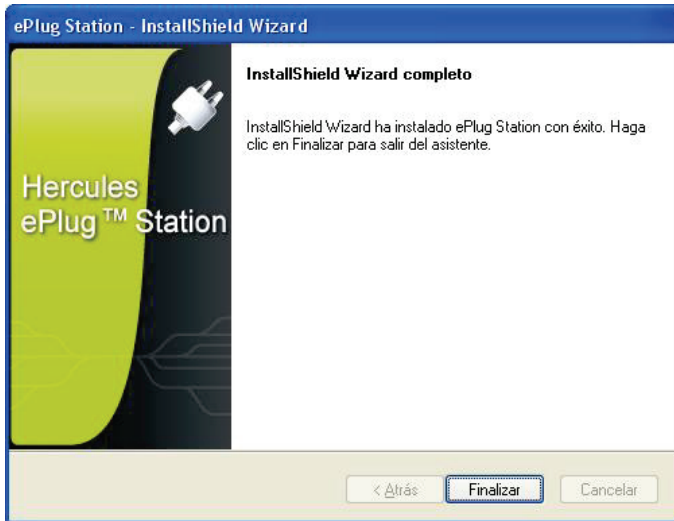 ePlug Station - InstallShield Wizard
InstallShield Wizard completo
InstallShield Wizard ha instalado ePlug Station con éxito. Haga
clic en Finalizar para salir del asistente.
Hercules
ePlug™ Station
< Atrás
Finalizar
Cancelar